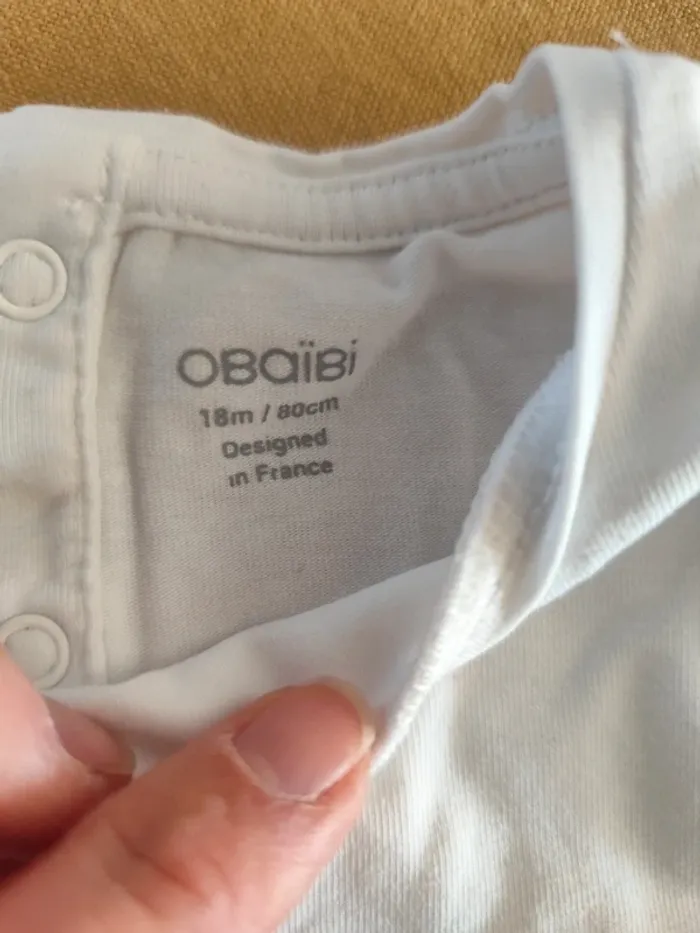 OBaïBi
18m / 80cm
Designed
in France